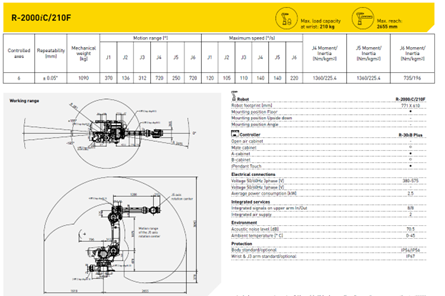 R-2000iC/210F
Max. load capacity
at wrist: 210 kg
Max. reach:
2655 mm
Controlled
axes
Repeatability
(mm)
Mechanical
weight
(kg)
Motion range (°)
Maximum speed (°/s)
J4 Moment/
Inertia
(Nm/kgm²)
J5 Moment/
Inertia
(Nm/kgm²)
J6 Moment/
Inertia
(Nm/kgm²)
J1 J2 J3 J4 J5 J6 J1 J2 J3 J4 J5 J6
6 ± 0.05* 1090 370 136 312 720 250 720 120 105 110 140 140 220 1360/225.4 1360/225.4 735/196
Working range
Robot R-2000iC/210F
Robot footprint [mm] 771 x 610
Mounting position Floor •
Mounting position Upside down -
Mounting position Angle -
Controller R-30iB Plus
Open air cabinet -
Mate cabinet -
A-cabinet •
B-cabinet
iPendant Touch •
Electrical connections
Voltage 50/60Hz 3phase [V] 380-575
Voltage 50/60Hz 1phase [V] -
Average power consumption [kW] 2.5
Integrated services
Integrated signals on upper arm In/Out 8/8
Integrated air supply 2
Environment
Acoustic noise level [dB]
Ambient temperature [° C] 0-45
Protection
Body standard/optional IP54/IP56
Wrist & J3 arm standard/optional IP67